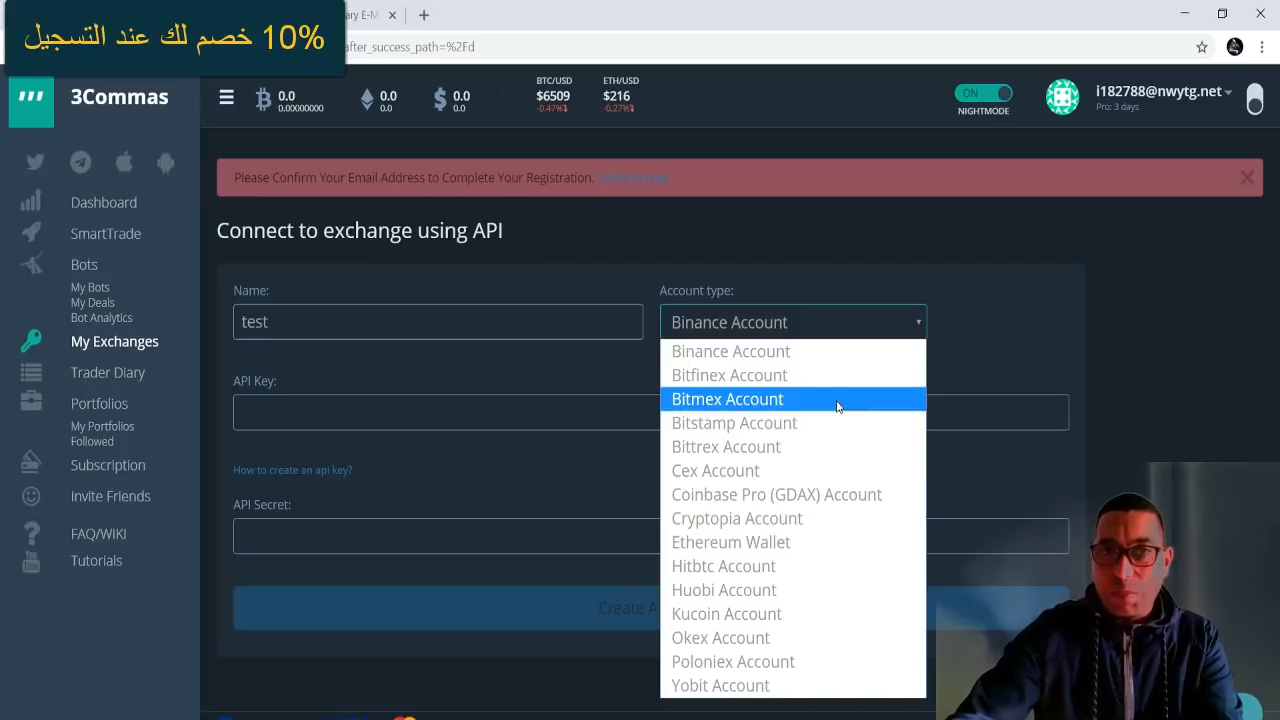 10% خصم لك عند التسجيل
ary E-M
after_success_path=%2Fd
3Commas
0.0
0.00000000
0.0
0.0
0.0
0.0
BTC/USD
$6509
-0.47%
ETH/USD
$216
-0.27%
ON
NIGHTMODE
i182788@nwytg.net
Pro: 3 days
Please Confirm Your Email Address to Complete Your Registration.
Dashboard
SmartTrade
Bots
My Bots
My Deals
Bot Analytics
My Exchanges
Trader Diary
Portfolios
My Portfolios
Followed
Subscription
Invite Friends
FAQ/WIKI
Tutorials
Connect to exchange using API
Name:
test
Account type:
Binance Account
Binance Account
Bitfinex Account
Bitmex Account
Bitstamp Account
Bittrex Account
Cex Account
Coinbase Pro (GDAX) Account
Cryptopia Account
Ethereum Wallet
Hitbtc Account
Huobi Account
Kucoin Account
Okex Account
Poloniex Account
Yobit Account
API Key:
How to create an api key?
API Secret:
Create A